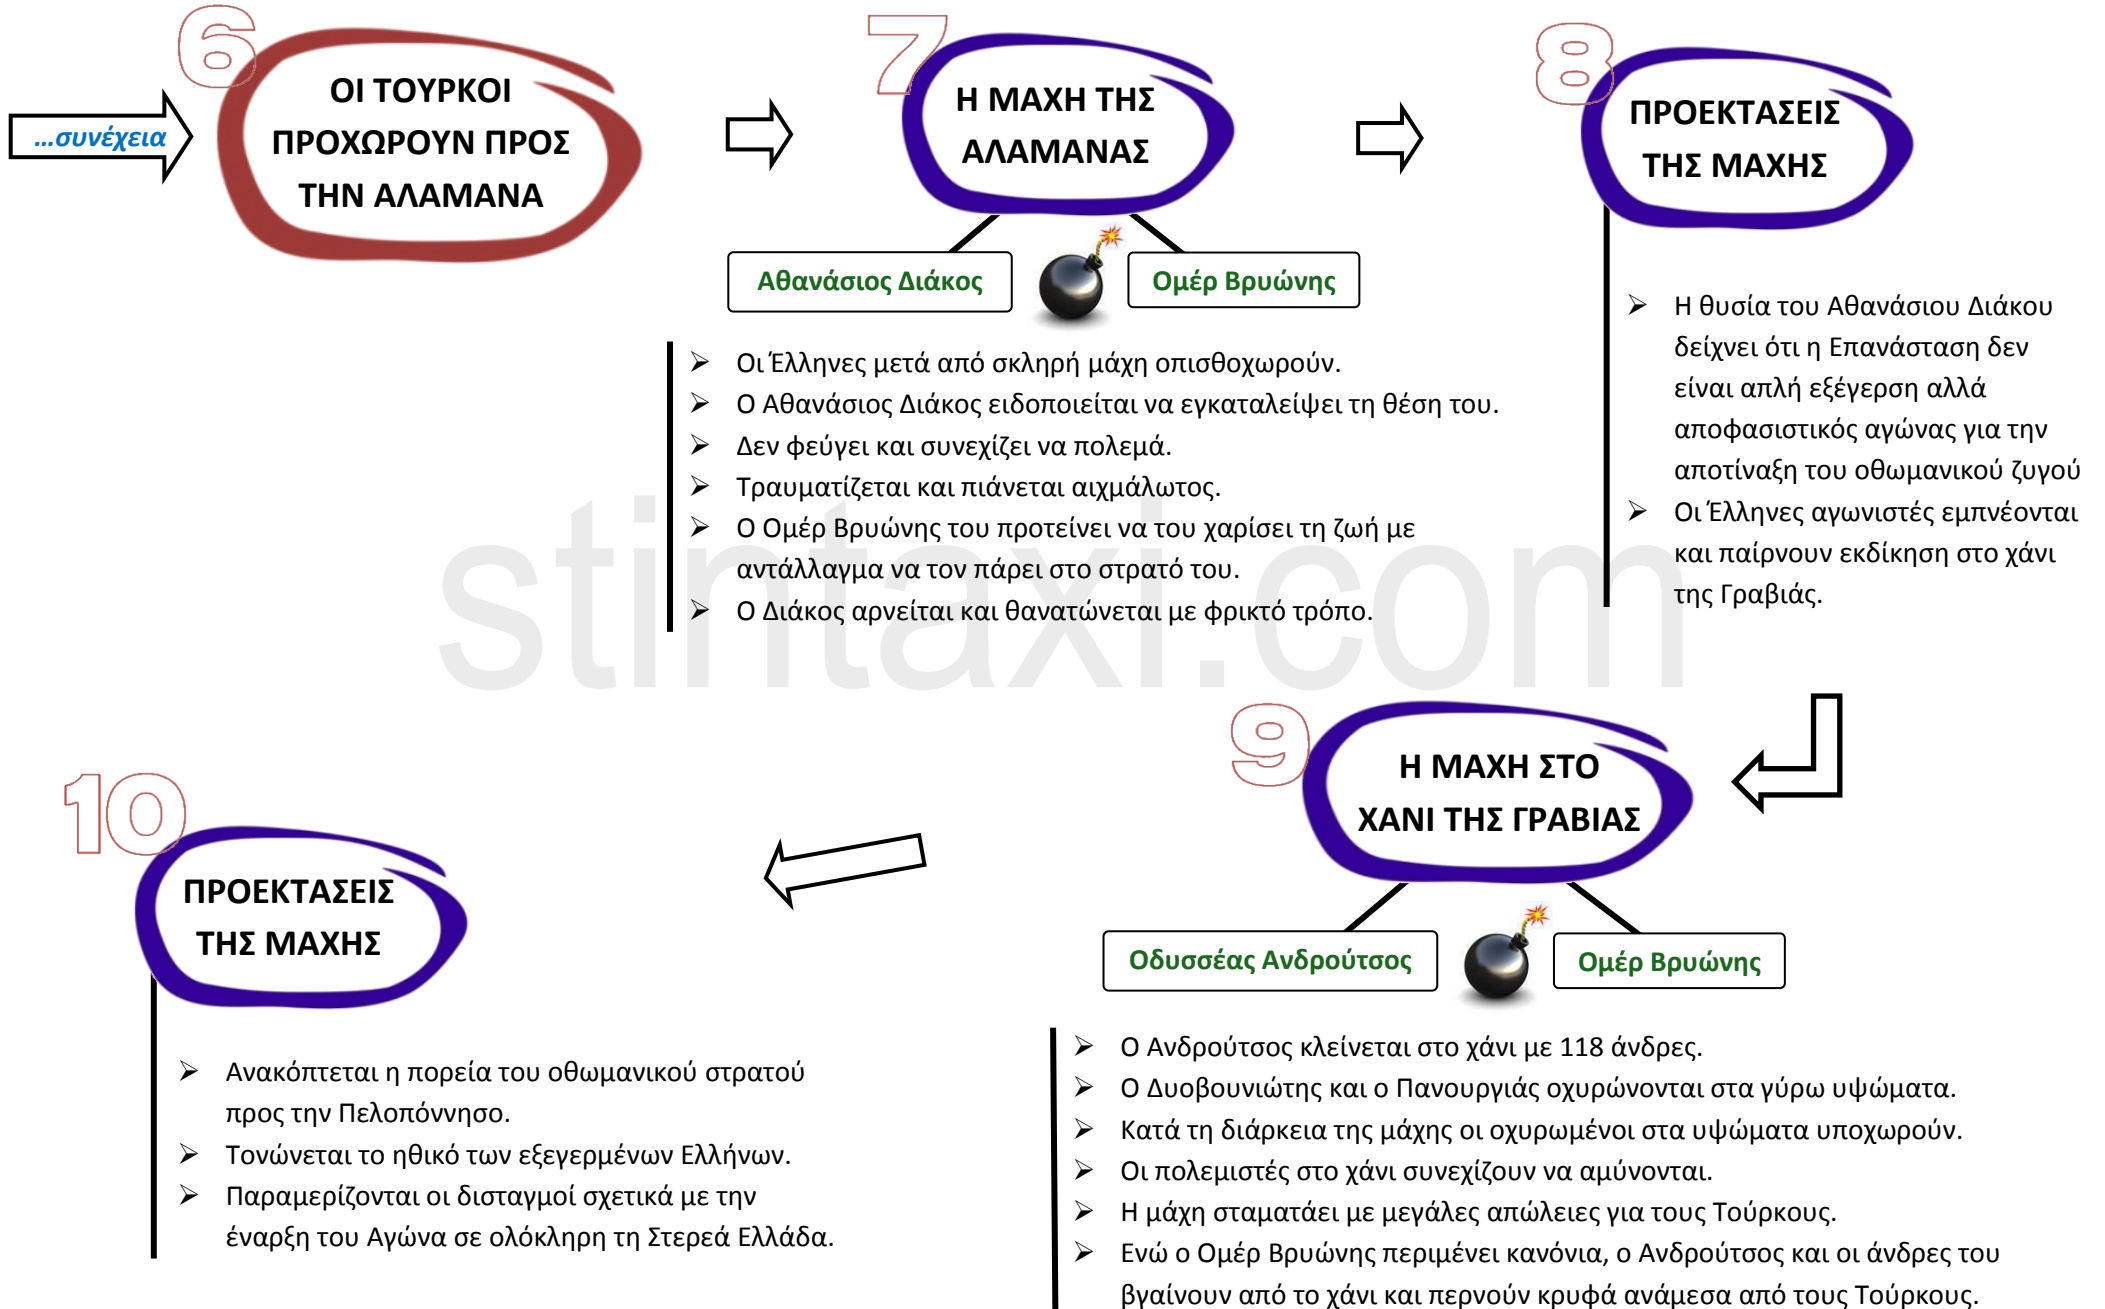 6
...συνέχεια
ΟΙ ΤΟΥΡΚΟΙ
ΠΡΟΧΩΡΟΥΝ ΠΡΟΣ
ΤΗΝ ΑΛΑΜΑΝΑ
7
Η ΜΑΧΗ ΤΗΣ
ΑΛΑΜΑΝΑΣ
Αθανάσιος Διάκος
Ομέρ Βρυώνης
Οι Έλληνες μετά από σκληρή μάχη οπισθοχωρούν.
Ο Αθανάσιος Διάκος ειδοποιείται να εγκαταλείψει τη θέση του.
Δεν φεύγει και συνεχίζει να πολεμά.
Τραυματίζεται και πιάνεται αιχμάλωτος.
Ο Ομέρ Βρυώνης του προτείνει να του χαρίσει τη ζωή με
αντάλλαγμα να τον πάρει στο στρατό του.
Ο Διάκος αρνείται και θανατώνεται με φρικτό τρόπο.
8
ΠΡΟΕΚΤΑΣΕΙΣ
ΤΗΣ ΜΑΧΗΣ
Η θυσία του Αθανάσιου Διάκου
δείχνει ότι η Επανάσταση δεν
είναι απλή εξέγερση αλλά
αποφασιστικός αγώνας για την
αποτίναξη του οθωμανικού ζυγού
Οι Έλληνες αγωνιστές εμπνέονται
και παίρνουν εκδίκηση στο χάνι
της Γραβιάς.
stintaxi.com
9
Η ΜΑΧΗ ΣΤΟ
ΧΑΝΙ ΤΗΣ ΓΡΑΒΙΑΣ
Οδυσσέας Ανδρούτσος
Ομέρ Βρυώνης
Ο Ανδρούτσος κλείνεται στο χάνι με 118 άνδρες.
Ο Δυοβουνιώτης και ο Πανουργιάς οχυρώνονται στα γύρω υψώματα.
Κατά τη διάρκεια της μάχης οι οχυρωμένοι στα υψώματα υποχωρούν.
Οι πολεμιστές στο χάνι συνεχίζουν να αμύνονται.
Η μάχη σταματάει με μεγάλες απώλειες για τους Τούρκους.
Ενώ ο Ομέρ Βρυώνης περιμένει κανόνια, ο Ανδρούτσος και οι άνδρες του
βγαίνουν από το χάνι και περνούν κρυφά ανάμεσα από τους Τούρκους.
10
ΠΡΟΕΚΤΑΣΕΙΣ
ΤΗΣ ΜΑΧΗΣ
Ανακόπτεται η πορεία του οθωμανικού στρατού
προς την Πελοπόννησο.
Τονώνεται το ηθικό των εξεγερμένων Ελλήνων.
Παραμερίζονται οι δισταγμοί σχετικά με την
έναρξη του Αγώνα σε ολόκληρη τη Στερεά Ελλάδα.